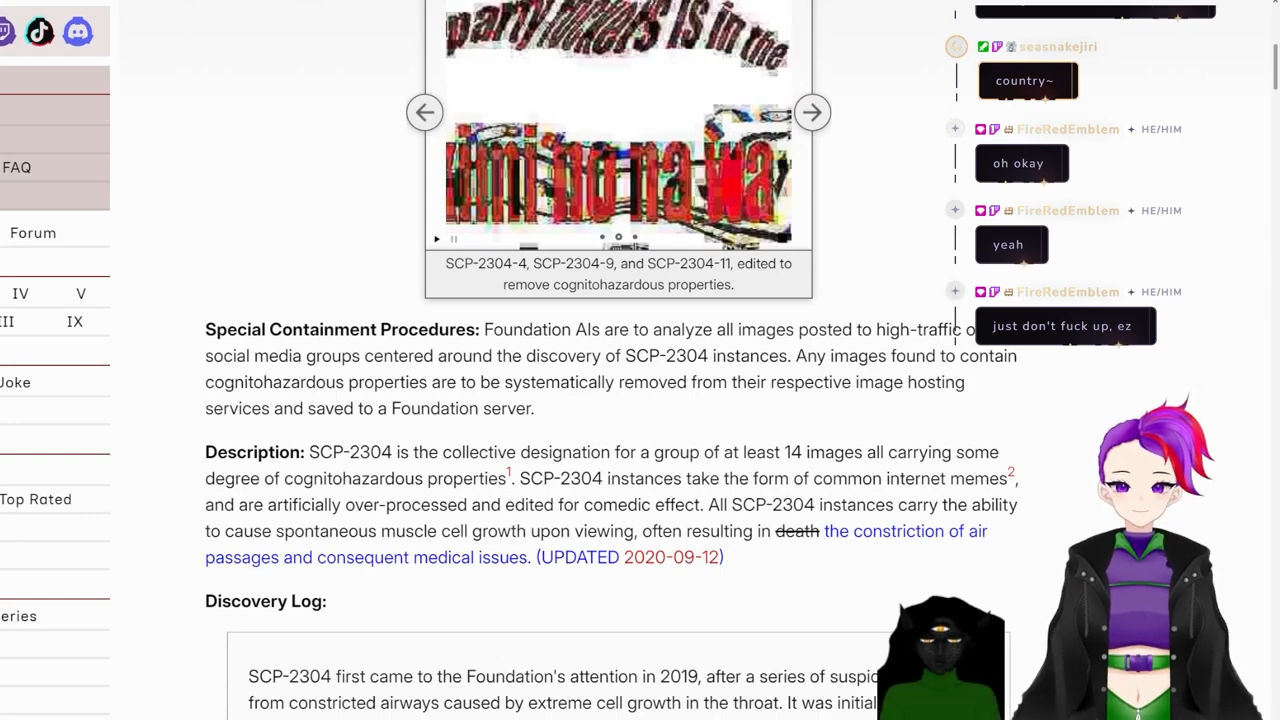 party jokers is in the
imi no na wa
SCP-2304-4, SCP-2304-9, and SCP-2304-11, edited to
remove cognitohazardous properties.
Special Containment Procedures: Foundation AIs are to analyze all images posted to high-traffic
social media groups centered around the discovery of SCP-2304 instances. Any images found to contain
cognitohazardous properties are to be systematically removed from their respective image hosting
services and saved to a Foundation server.
Description: SCP-2304 is the collective designation for a group of at least 14 images all carrying some
degree of cognitohazardous properties1. SCP-2304 instances take the form of common internet memes2,
and are artificially over-processed and edited for comedic effect. All SCP-2304 instances carry the ability
to cause spontaneous muscle cell growth upon viewing, often resulting in death the constriction of air
passages and consequent medical issues. (UPDATED 2020-09-12)
Discovery Log:
SCP-2304 first came to the Foundation's attention in 2019, after a series of suspic
from constricted airways caused by extreme cell growth in the throat. It was initial
FAQ
Forum
IV V
III IX
Joke
Top Rated
eries
seasnakejiri
country~
FireRedEmblem + HE/HIM
oh okay
FireRedEmblem + HE/HIM
yeah
FireRedEmblem + HE/HIM
just don't fuck up, ez